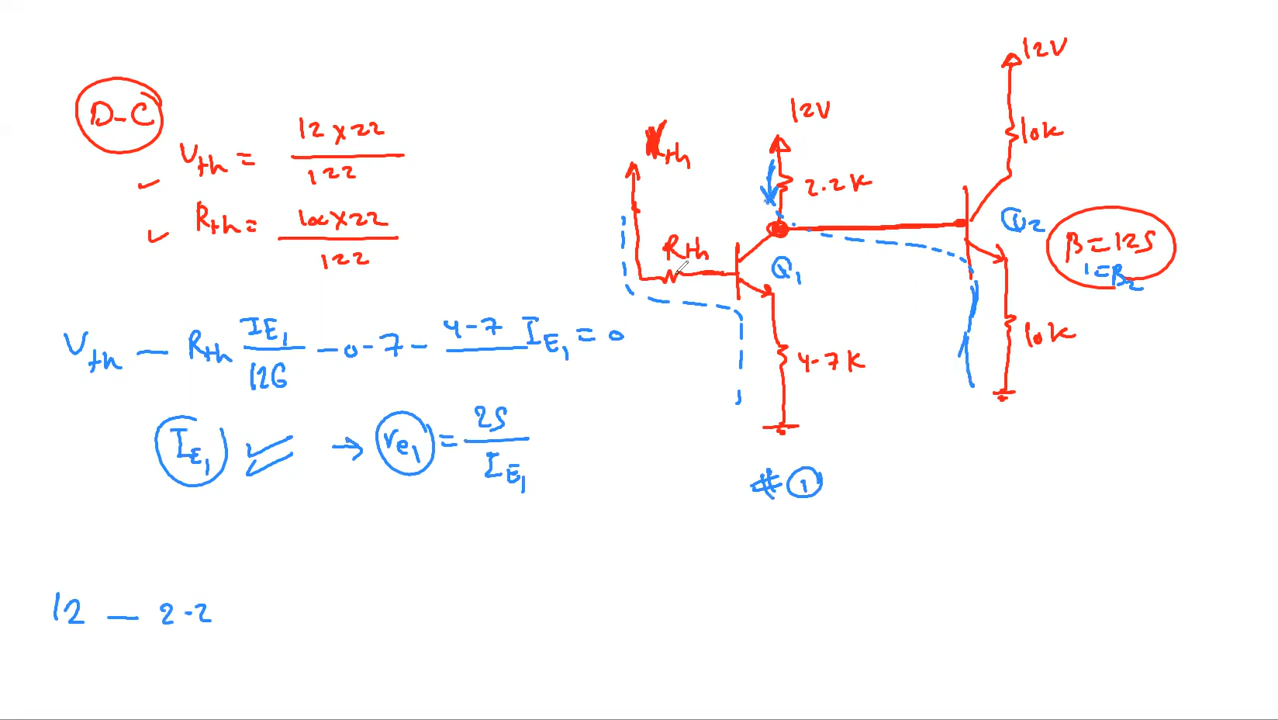 D-C
Vth = 12 x 22 / 122
Rth = 100 x 22 / 122
Vth - Rth IE1 / 126 - 0.7 - 4.7 IE1 = 0
IE1 → re1 = 25 / IE1
12 - 2.2
Vth
Rth
12V
2.2K
Q1
4.7K
# 1
12V
10K
Q2
10K
β = 125
1 = β2